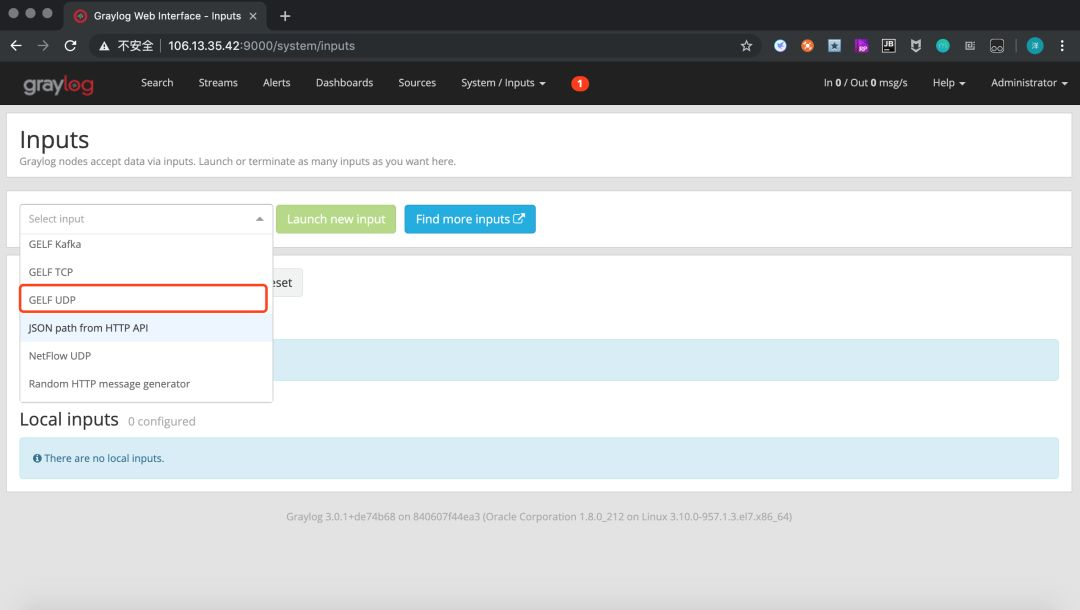 Graylog Web Interface - Inputs
不安全 | 106.13.35.42:9000/system/inputs
graylog Search Streams Alerts Dashboards Sources System / Inputs 1 In 0 / Out 0 msg/s Help Administrator
Inputs
Graylog nodes accept data via inputs. Launch or terminate as many inputs as you want here.
Select input Launch new input Find more inputs
GELF Kafka
GELF TCP
eset
GELF UDP
JSON path from HTTP API
NetFlow UDP
Random HTTP message generator
Local inputs 0 configured
There are no local inputs.
Graylog 3.0.1+de74b68 on 840607f44ea3 (Oracle Corporation 1.8.0_212 on Linux 3.10.0-957.1.3.el7.x86_64)